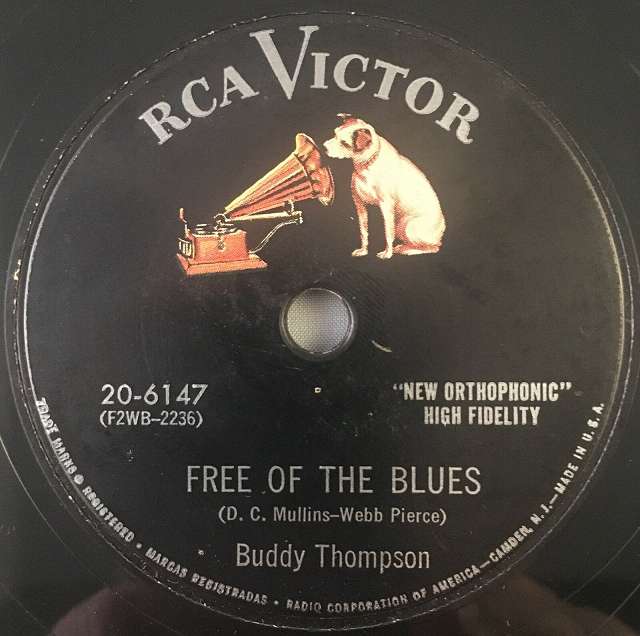 RCA VICTOR
20-6147
(F2WB-2236)
"NEW ORTHOPHONIC"
HIGH FIDELITY
FREE OF THE BLUES
(D. C. Mullins-Webb Pierce)
Buddy Thompson
TRADE MARKS ® REGISTERED • MARCAS REGISTRADAS • RADIO CORPORATION OF AMERICA—CAMDEN, N. J.—MADE IN U.S.A.